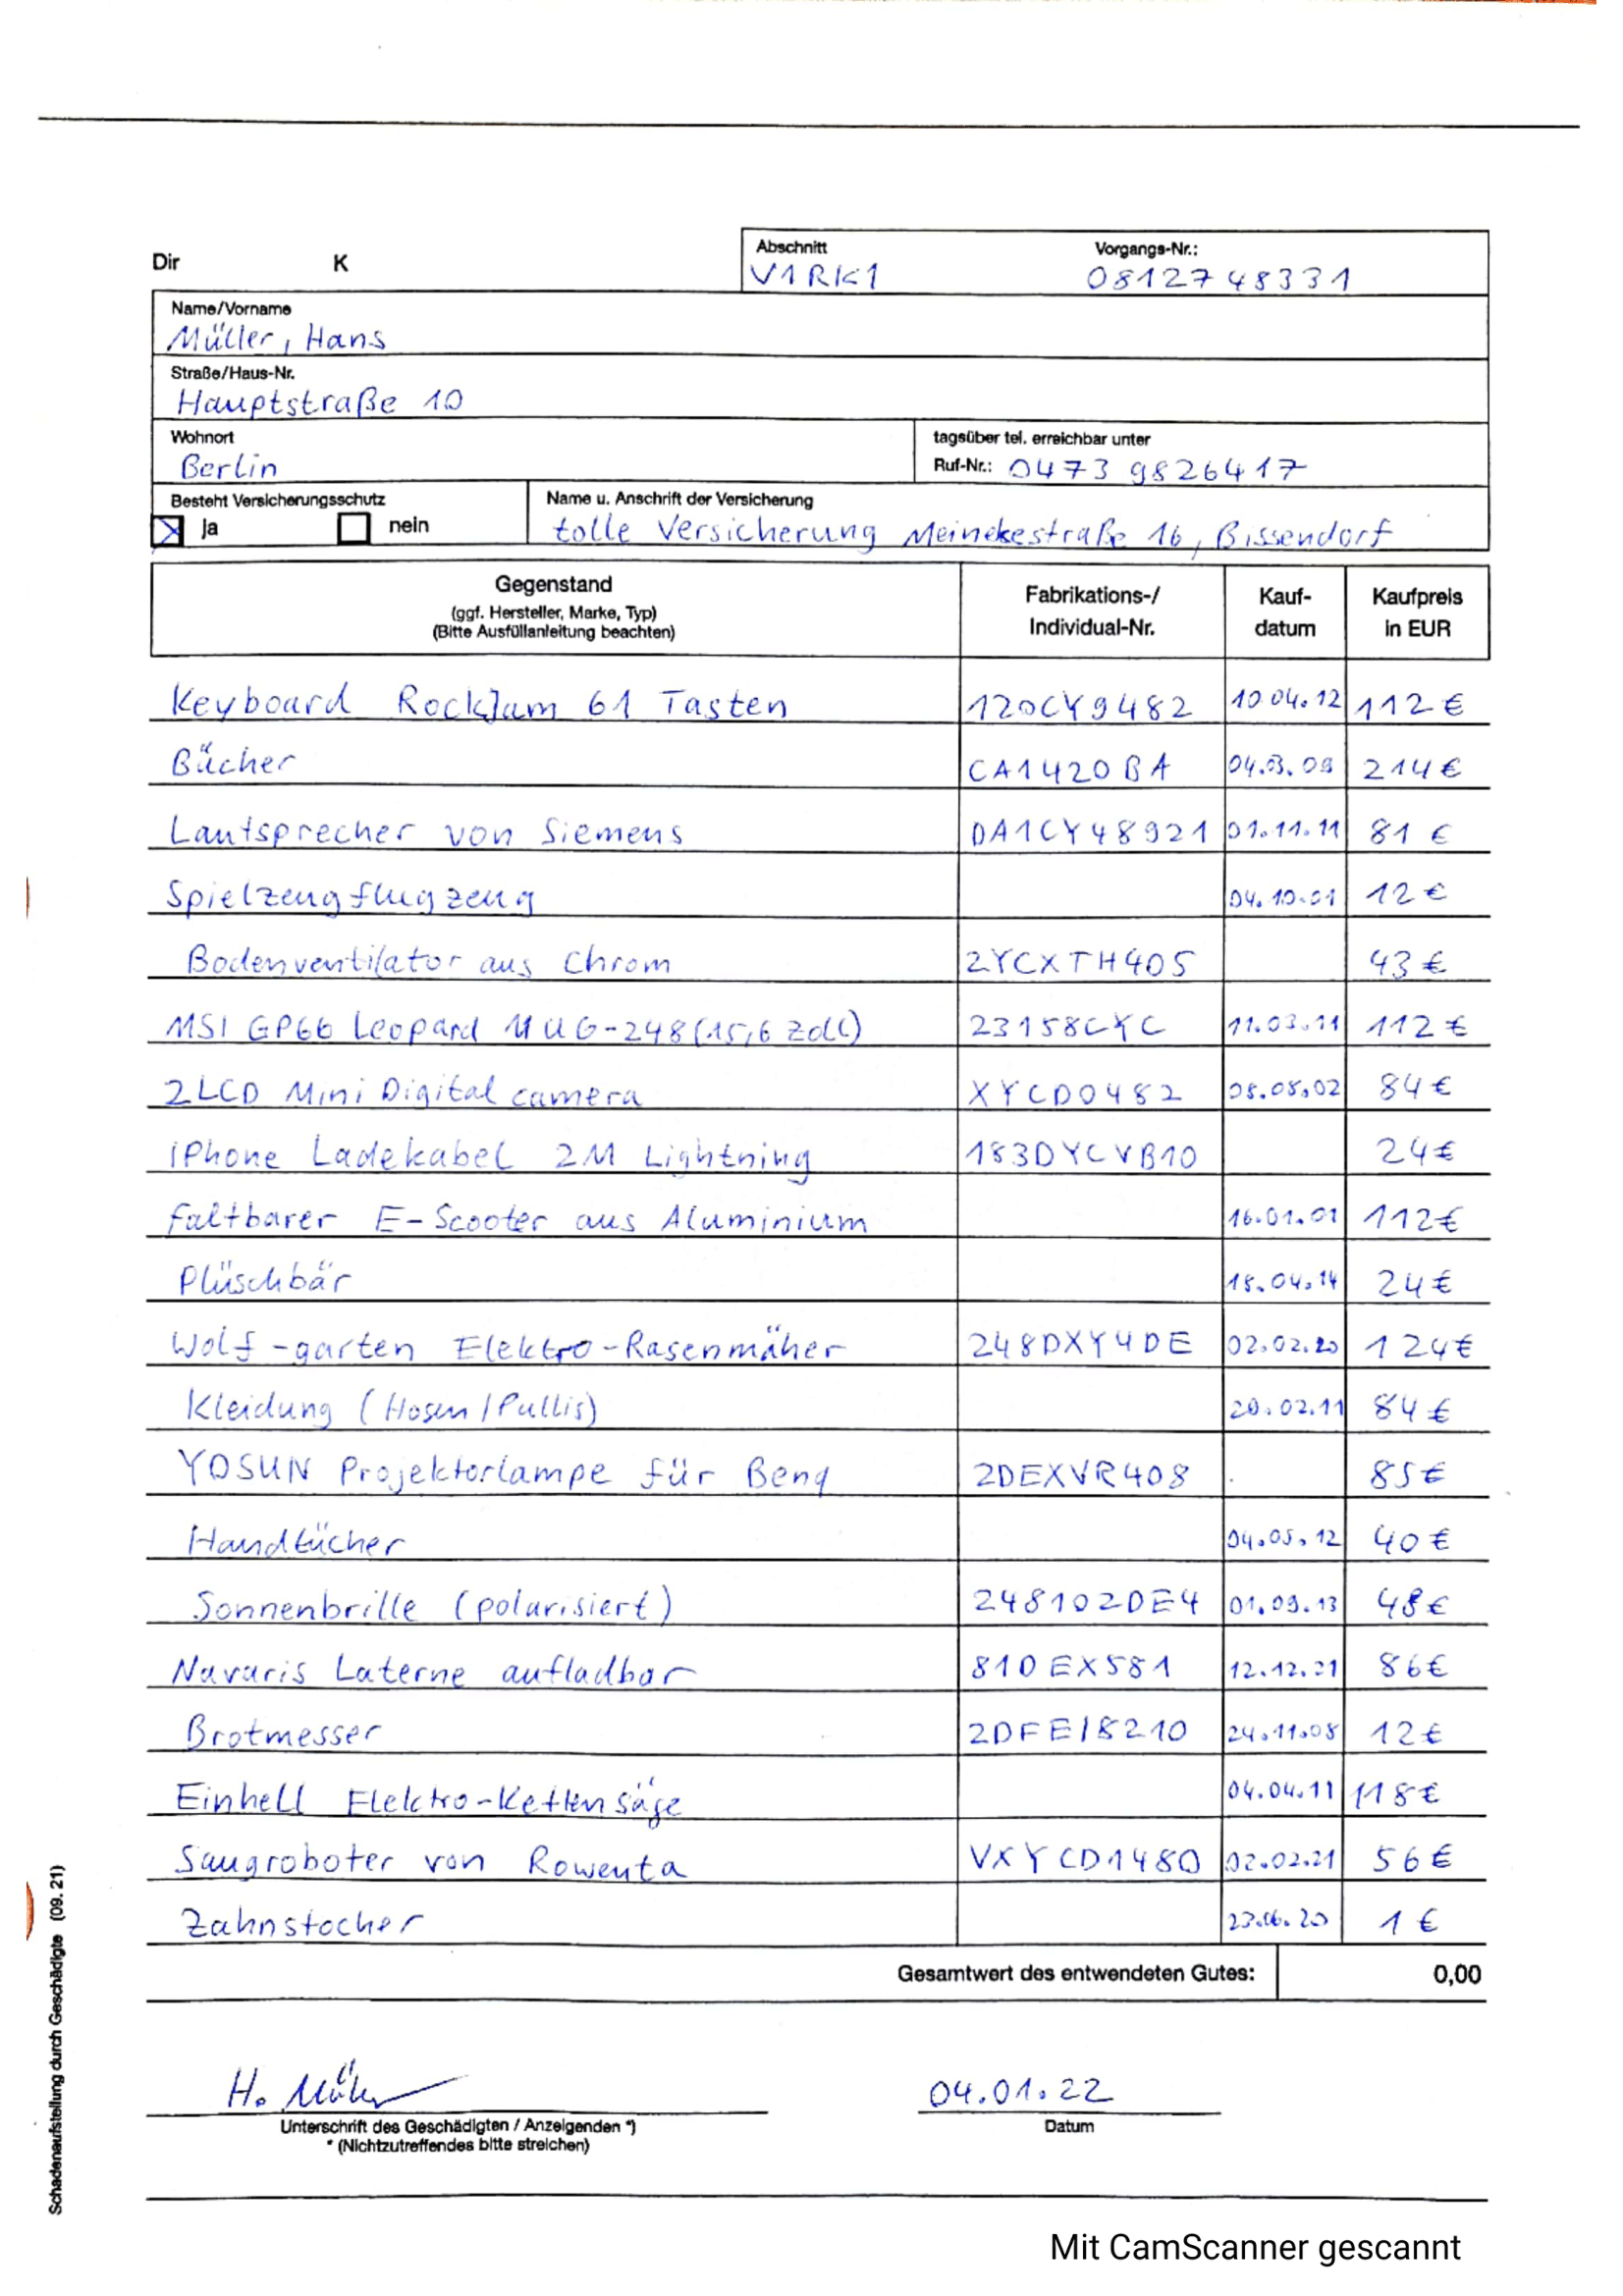 Dir K
Abschnitt Vorgangs-Nr.:
V1RK1 0812748331
Name/Vorname
Müller, Hans
Straße/Haus-Nr.
Hauptstraße 10
Wohnort tagsüber tel. erreichbar unter
Berlin Ruf-Nr.: 0473 9826417
Besteht Versicherungsschutz Name u. Anschrift der Versicherung
ja nein tolle Versicherung Meinekestraße 16, Bissendorf
Gegenstand Fabrikations-/ Kauf- Kaufpreis
(ggf. Hersteller, Marke, Typ) Individual-Nr. datum in EUR
(Bitte Ausfüllanleitung beachten)
Keyboard RockJam 61 Tasten 120CY9482 10.04.12 112€
Bücher CA1420BA 04.03.09 214€
Lautsprecher von Siemens DA1CY48921 01.11.11 81€
Spielzeugflugzeug 04.10.01 12€
Bodenventilator aus Chrom 2YCXTH405 43€
MSI GP66 Leopard 11UG-248 (15,6 Zoll) 23158CYC 11.03.11 112€
2LCD Mini Digital camera XYCD0482 08.08.02 84€
iPhone Ladekabel 2M Lightning 183DYCVB10 24€
Faltbarer E-Scooter aus Aluminium 16.01.01 112€
Plüschbär 18.04.14 24€
Wolf-garten Elektro-Rasenmäher 248DXY4DE 02.02.20 124€
Kleidung (Hosen/Pullis) 20.02.11 84€
YOSUN Projektorlampe für Benq 2DEXVR408 85€
Handtücher 04.05.12 40€
Sonnenbrille (polarisiert) 248102DE4 01.09.13 48€
Navaris Laterne aufladbar 810EX581 12.12.21 86€
Brotmesser 2DFE18210 24.11.08 12€
Einhell Elektro-Kettensäge 04.04.11 118€
Saugroboter von Rowenta VXYCD1480 02.02.21 56€
Zahnstocher 23.06.20 1€
Gesamtwert des entwendeten Gutes: 0,00
H. Müller 04.01.22
Unterschrift des Geschädigten / Anzeigenden *) Datum
* (Nichtzutreffendes bitte streichen)
Schadenaufstellung durch Geschädigte (09. 21)
Mit CamScanner gescannt